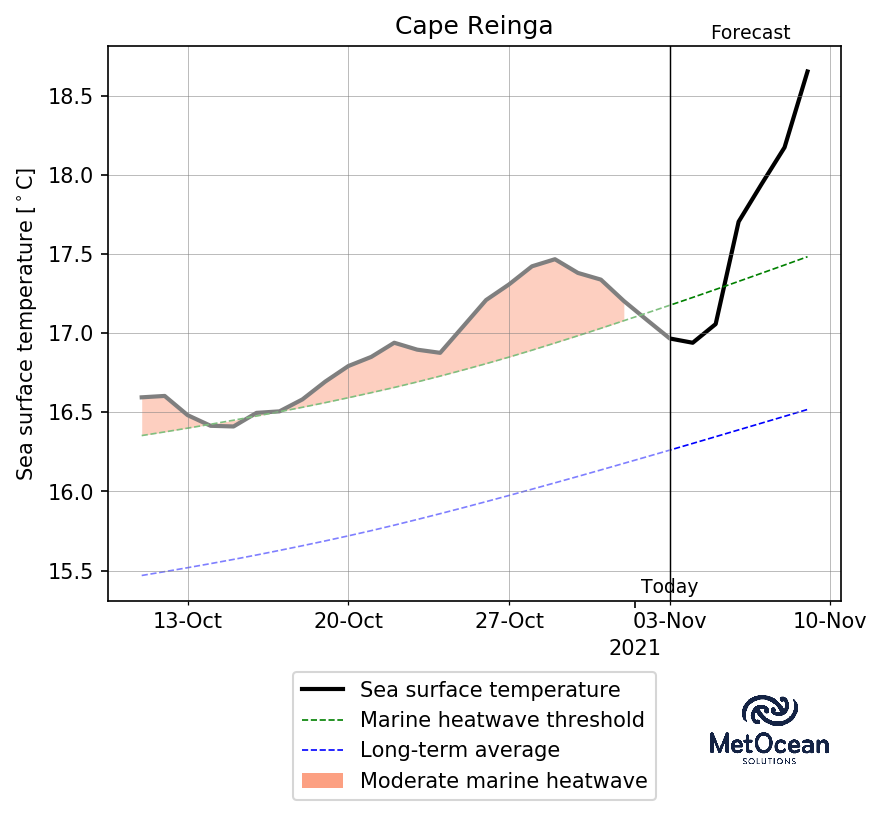 Cape Reinga
Forecast
Sea surface temperature [°C]
18.5
18.0
17.5
17.0
16.5
16.0
15.5
Today
13-Oct 20-Oct 27-Oct 03-Nov 10-Nov
2021
Sea surface temperature
Marine heatwave threshold
Long-term average
Moderate marine heatwave
MetOcean
SOLUTIONS